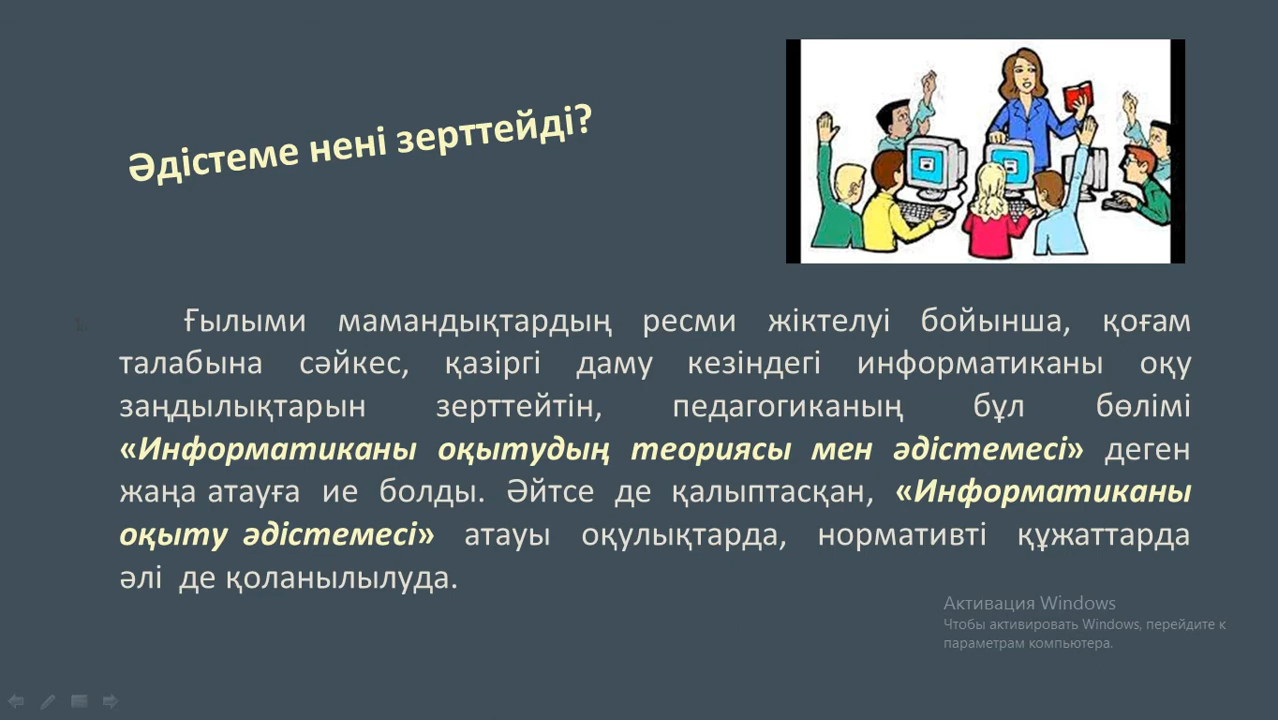 Әдістеме нені зерттейді?
1.
Ғылыми мамандықтардың ресми жіктелуі бойынша, қоғам
талабына сәйкес, қазіргі даму кезіндегі информатиканы оқу
заңдылықтарын зерттейтін, педагогиканың бұл бөлімі
«Информатиканы оқытудың теориясы мен әдістемесі» деген
жаңа атауға ие болды. Әйтсе де қалыптасқан, «Информатиканы
оқыту әдістемесі» атауы оқулықтарда, нормативті құжаттарда
әлі де қоланылылуда.
Активация Windows
Чтобы активировать Windows, перейдите к
параметрам компьютера.